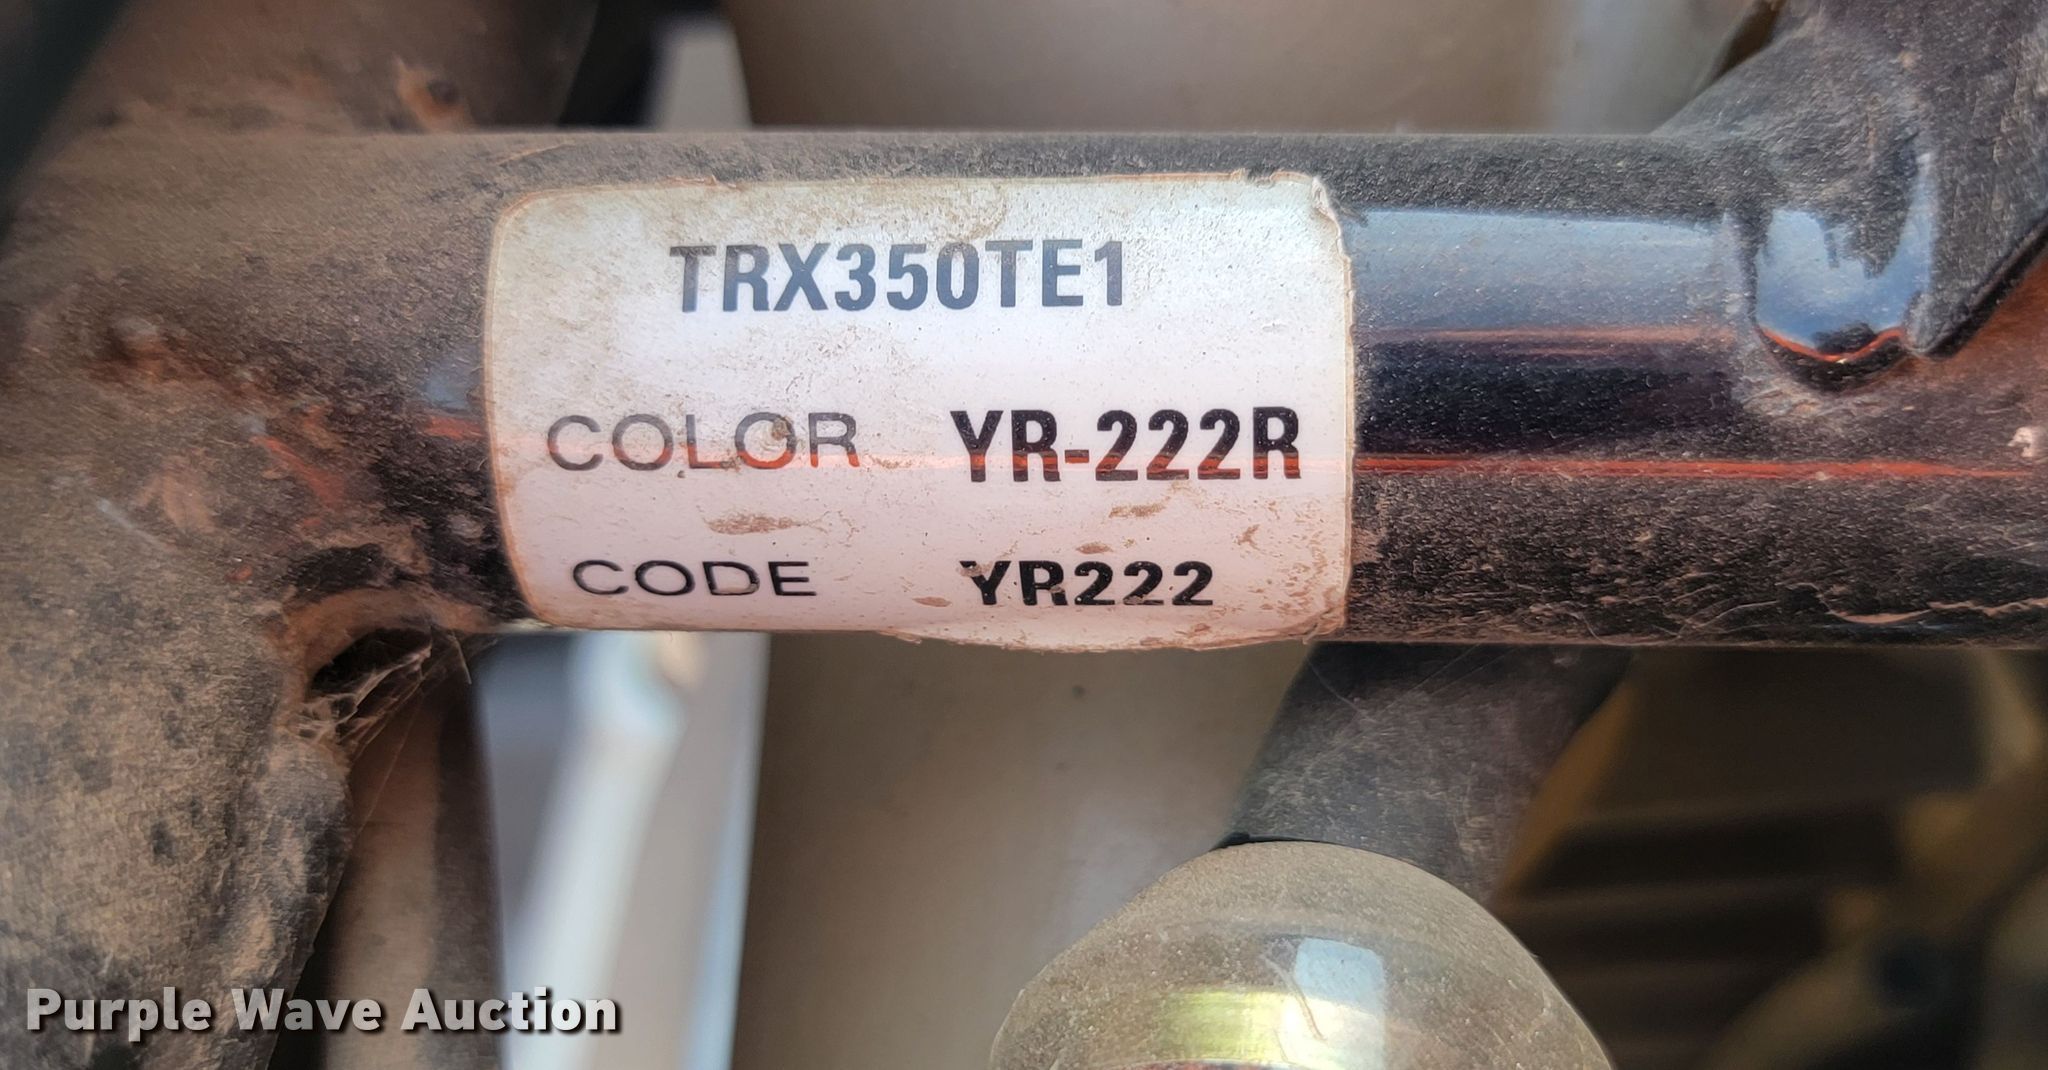 TRX350TE1
COLOR YR-222R
CODE YR222
Purple Wave Auction